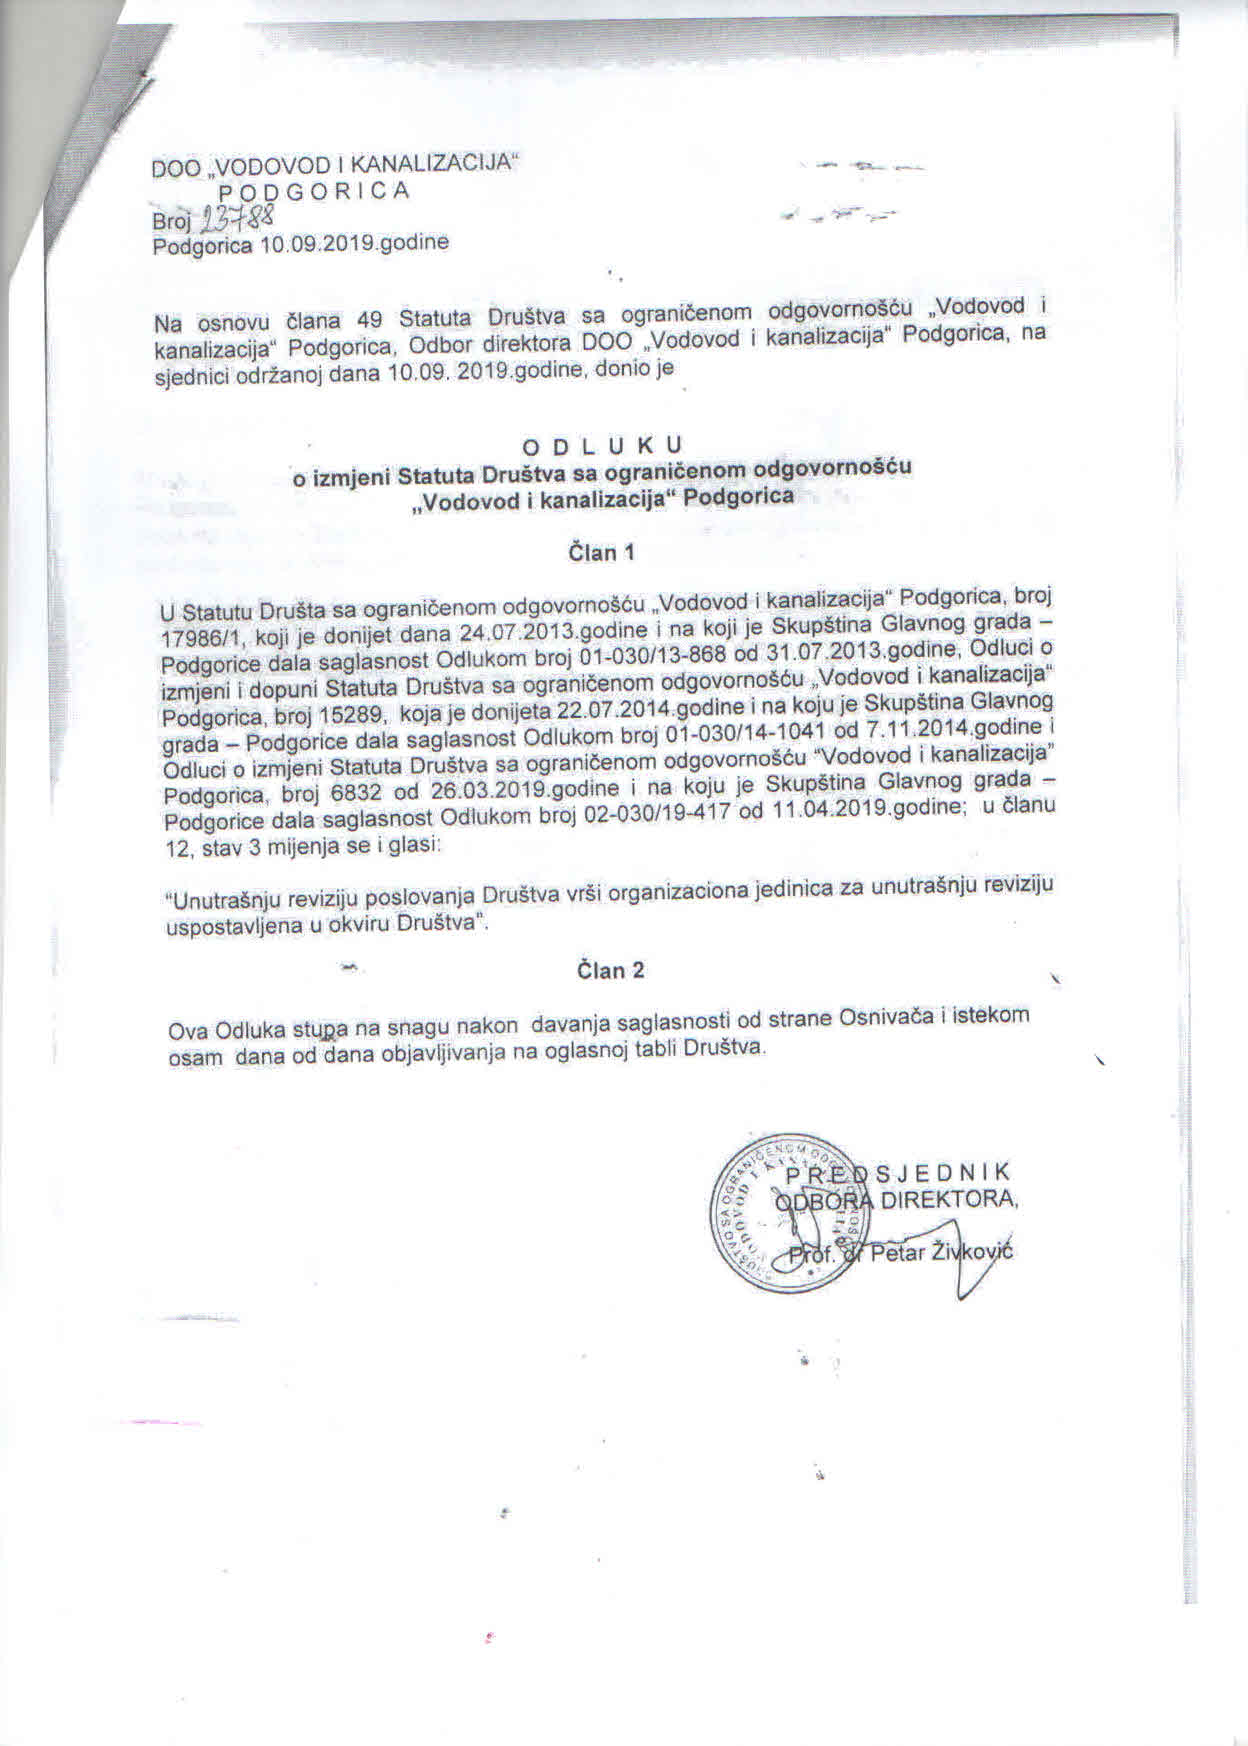 DOO „VODOVOD I KANALIZACIJA“
P O D G O R I C A
Broj 23788
Podgorica 10.09.2019.godine
Na osnovu člana 49 Statuta Društva sa ograničenom odgovornošću „Vodovod i
kanalizacija“ Podgorica, Odbor direktora DOO „Vodovod i kanalizacija“ Podgorica, na
sjednici održanoj dana 10.09. 2019.godine, donio je
O D L U K U
o izmjeni Statuta Društva sa ograničenom odgovornošću
„Vodovod i kanalizacija“ Podgorica
Član 1
U Statutu Društa sa ograničenom odgovornošću „Vodovod i kanalizacija“ Podgorica, broj
17986/1, koji je donijet dana 24.07.2013.godine i na koji je Skupština Glavnog grada –
Podgorice dala saglasnost Odlukom broj 01-030/13-868 od 31.07.2013.godine, Odluci o
izmjeni i dopuni Statuta Društva sa ograničenom odgovornošću „Vodovod i kanalizacija“
Podgorica, broj 15289, koja je donijeta 22.07.2014.godine i na koju je Skupština Glavnog
grada – Podgorice dala saglasnost Odlukom broj 01-030/14-1041 od 7.11.2014.godine i
Odluci o izmjeni Statuta Društva sa ograničenom odgovornošću “Vodovod i kanalizacija”
Podgorica, broj 6832 od 26.03.2019.godine i na koju je Skupština Glavnog grada –
Podgorice dala saglasnost Odlukom broj 02-030/19-417 od 11.04.2019.godine; u članu
12, stav 3 mijenja se i glasi:
“Unutrašnju reviziju poslovanja Društva vrši organizaciona jedinica za unutrašnju reviziju
uspostavljena u okviru Društva”.
Član 2
Ova Odluka stupa na snagu nakon davanja saglasnosti od strane Osnivača i istekom
osam dana od dana objavljivanja na oglasnoj tabli Društva.
P R E D S J E D N I K
ODBORA DIREKTORA,
Prof. dr Petar Živković